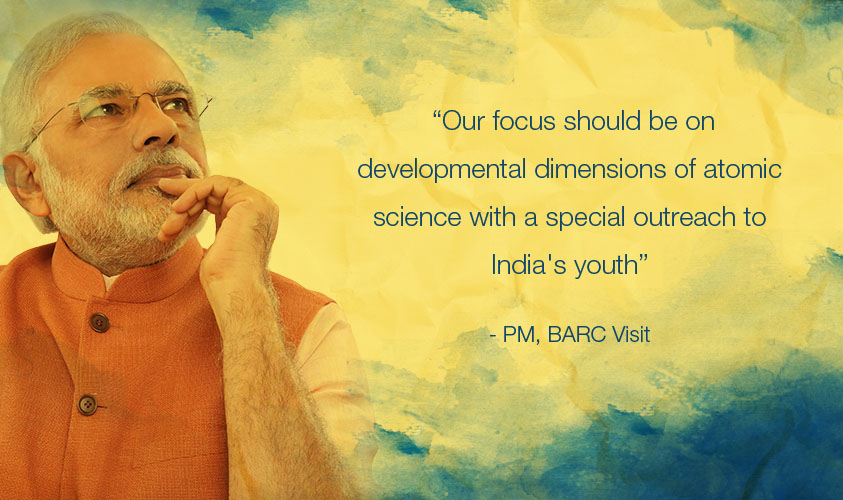 “Our focus should be on
developmental dimensions of atomic
science with a special outreach to
India's youth”
- PM, BARC Visit